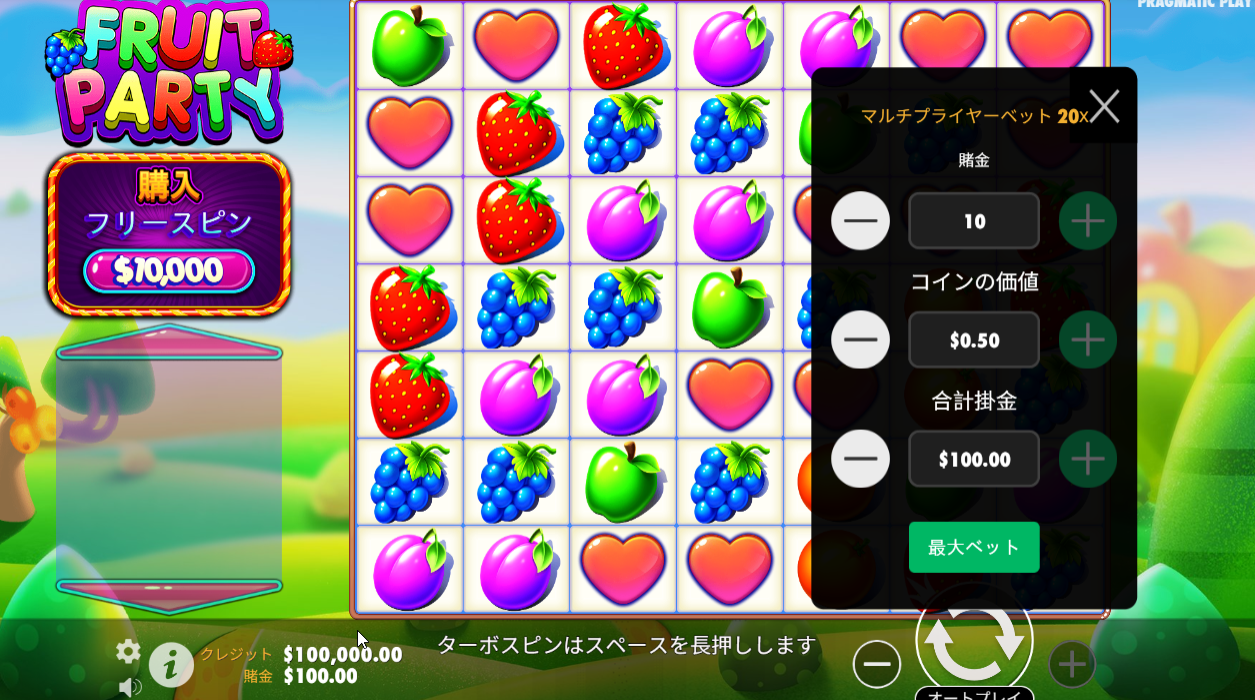 PRAGMATIC PLAY
FRUIT
PARTY
購入
フリースピン
$10,000
マルチプライヤーベット 20x
賭金
10
コインの価値
$0.50
合計掛金
$100.00
最大ベット
クレジット $100,000.00
賭金 $100.00
ターボスピンはスペースを長押しします
オートプレイ